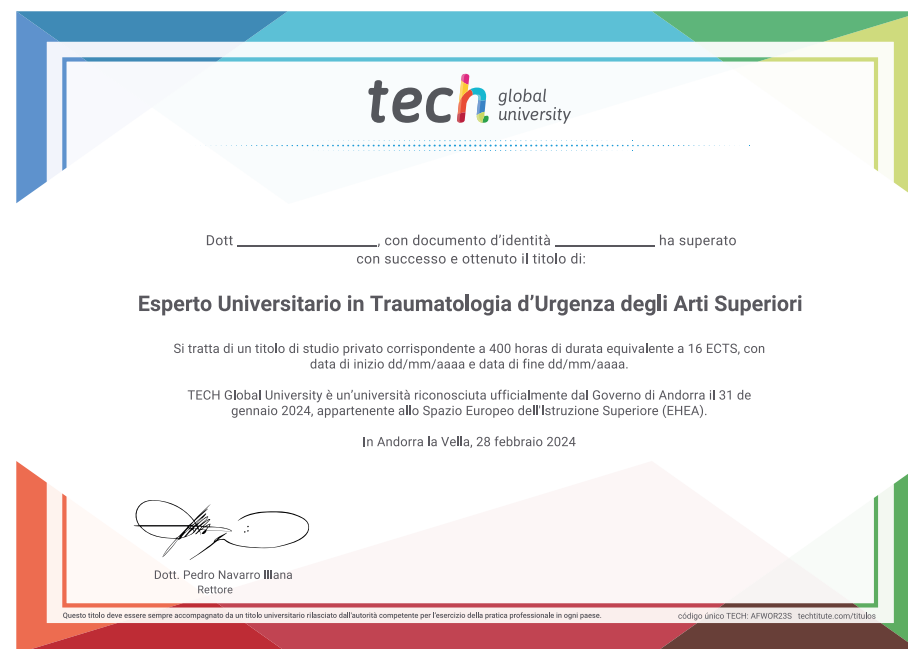 tech global university
Dott ______________, con documento d'identità ______________ ha superato
con successo e ottenuto il titolo di:
Esperto Universitario in Traumatologia d'Urgenza degli Arti Superiori
Si tratta di un titolo di studio privato corrispondente a 400 horas di durata equivalente a 16 ECTS, con
data di inizio dd/mm/aaaa e data di fine dd/mm/aaaa.
TECH Global University è un'università riconosciuta ufficialmente dal Governo di Andorra il 31 de
gennaio 2024, appartenente allo Spazio Europeo dell'Istruzione Superiore (EHEA).
In Andorra la Vella, 28 febbraio 2024
Dott. Pedro Navarro Illana
Rettore
Questo titolo deve essere sempre accompagnato da un titolo universitario rilasciato dall'autorità competente per l'esercizio della pratica professionale in ogni paese.
código único TECH: AFWOR23S techtitute.com/titulos